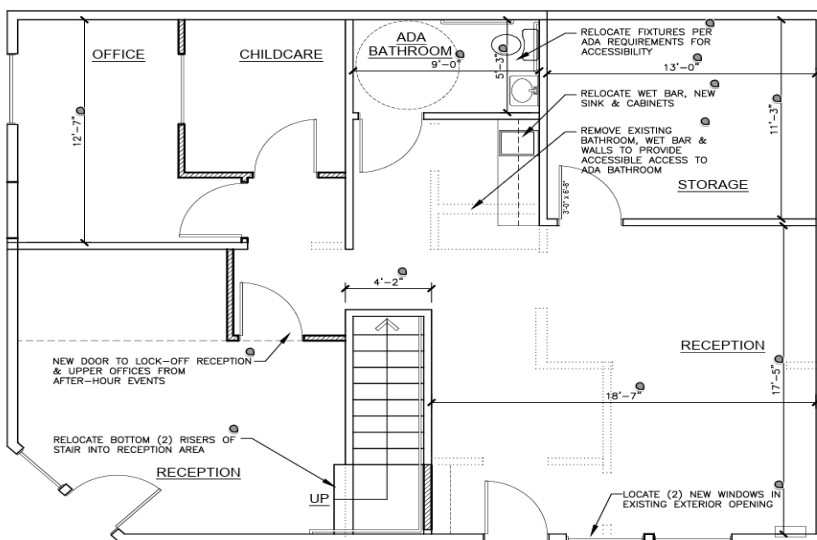 OFFICE
CHILDCARE
ADA
BATHROOM
9'-0"
5'-3"
RELOCATE FIXTURES PER
ADA REQUIREMENTS FOR
ACCESSIBILITY
13'-0"
12'-7"
11'-3"
RELOCATE WET BAR, NEW
SINK & CABINETS
REMOVE EXISTING
BATHROOM, WET BAR &
WALLS TO PROVIDE
ACCESSIBLE ACCESS TO
ADA BATHROOM
STORAGE
3'-0" x 6'-8"
4'-2"
RECEPTION
NEW DOOR TO LOCK-OFF RECEPTION
& UPPER OFFICES FROM
AFTER-HOUR EVENTS
17'-5"
18'-7"
RELOCATE BOTTOM (2) RISERS OF
STAIR INTO RECEPTION AREA
RECEPTION
UP
LOCATE (2) NEW WINDOWS IN
EXISTING EXTERIOR OPENING